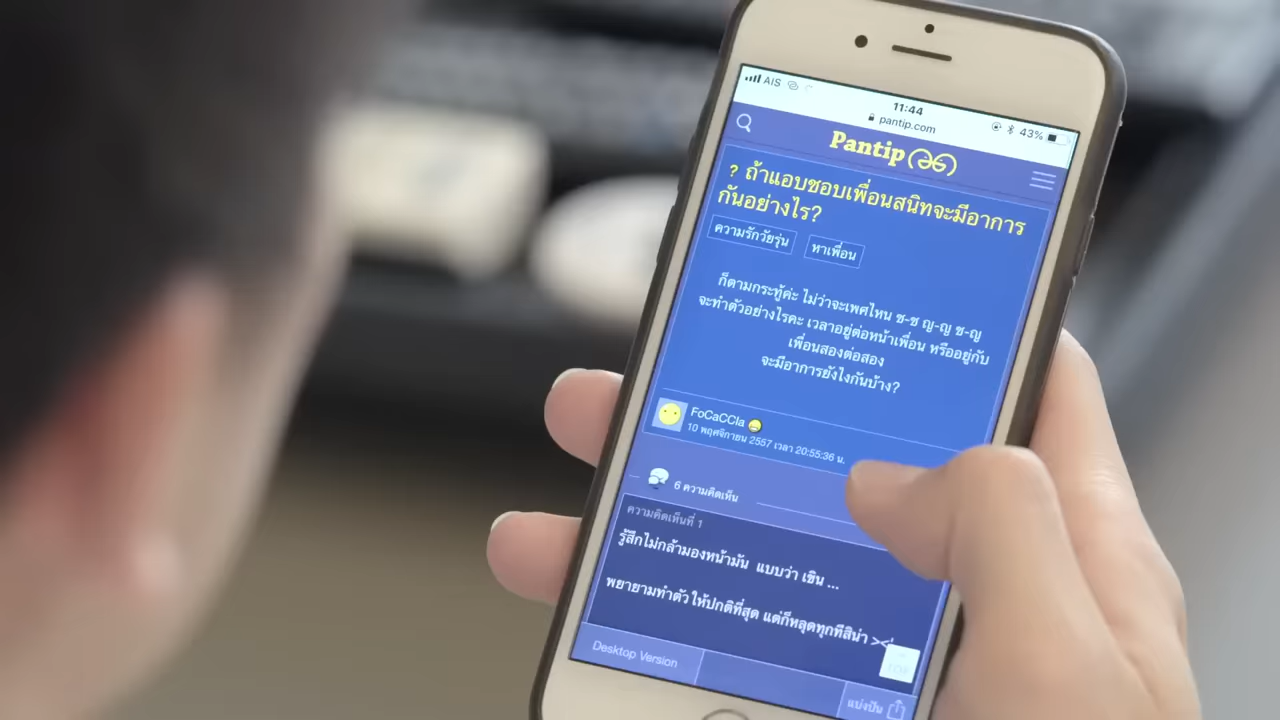 AIS
11:44
pantip.com
43%
Pantip
? ถ้าแอบชอบเพื่อนสนิทจะมีอาการ
กันอย่างไร?
ความรักวัยรุ่น หาเพื่อน
ก็ตามกระทู้ค่ะ ไม่ว่าจะเพศไหน ช-ช ญ-ญ ช-ญ
จะทำตัวอย่างไรคะ เวลาอยู่ต่อหน้าเพื่อน หรืออยู่กับ
เพื่อนสองต่อสอง
จะมีอาการยังไงกันบ้าง?
FoCaCCIa
10 พฤศจิกายน 2557 เวลา 20:55:36 น.
6 ความคิดเห็น
ความคิดเห็นที่ 1
รู้สึกไม่กล้ามองหน้ามัน แบบว่า เขิน ...
พยายามทำตัวให้ปกติที่สุด แต่ก็หลุดทุกทีสิน่า ><
Desktop Version
แบ่งปัน